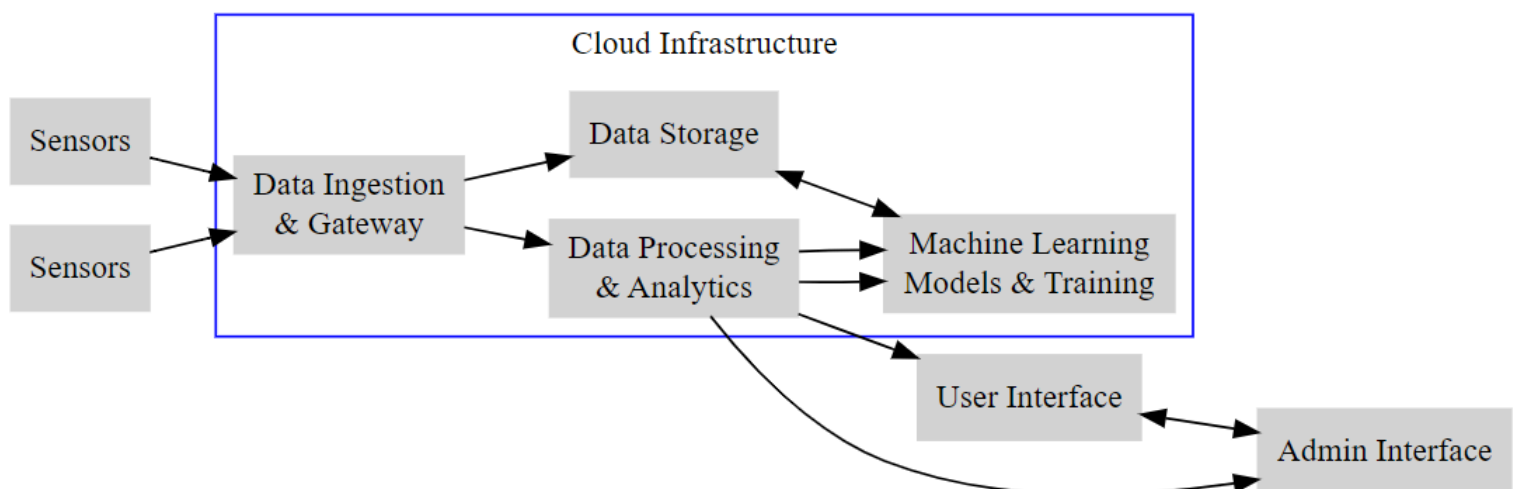 Cloud Infrastructure
Sensors
Sensors
Data Ingestion
& Gateway
Data Storage
Data Processing
& Analytics
Machine Learning
Models & Training
User Interface
Admin Interface